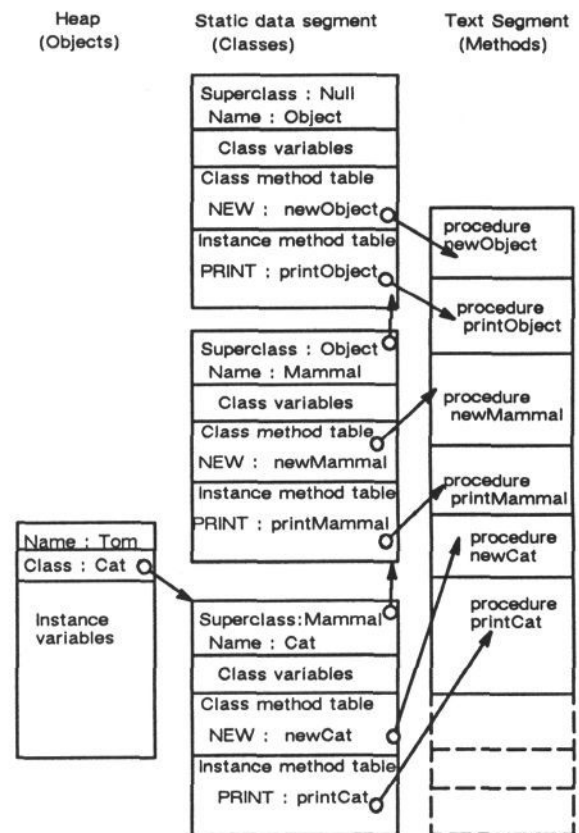 Heap
(Objects)
Static data segment
(Classes)
Text Segment
(Methods)
Superclass : Null
Name : Object
Class variables
Class method table
NEW : newObject
Instance method table
PRINT : printObject
Superclass : Object
Name : Mammal
Class variables
Class method table
NEW : newMammal
Instance method table
PRINT : printMammal
Name : Tom
Class : Cat
Instance
variables
Superclass:Mammal
Name : Cat
Class variables
Class method table
NEW : newCat
Instance method table
PRINT : printCat
procedure
newObject
procedure
printObject
procedure
newMammal
procedure
printMammal
procedure
newCat
procedure
printCat